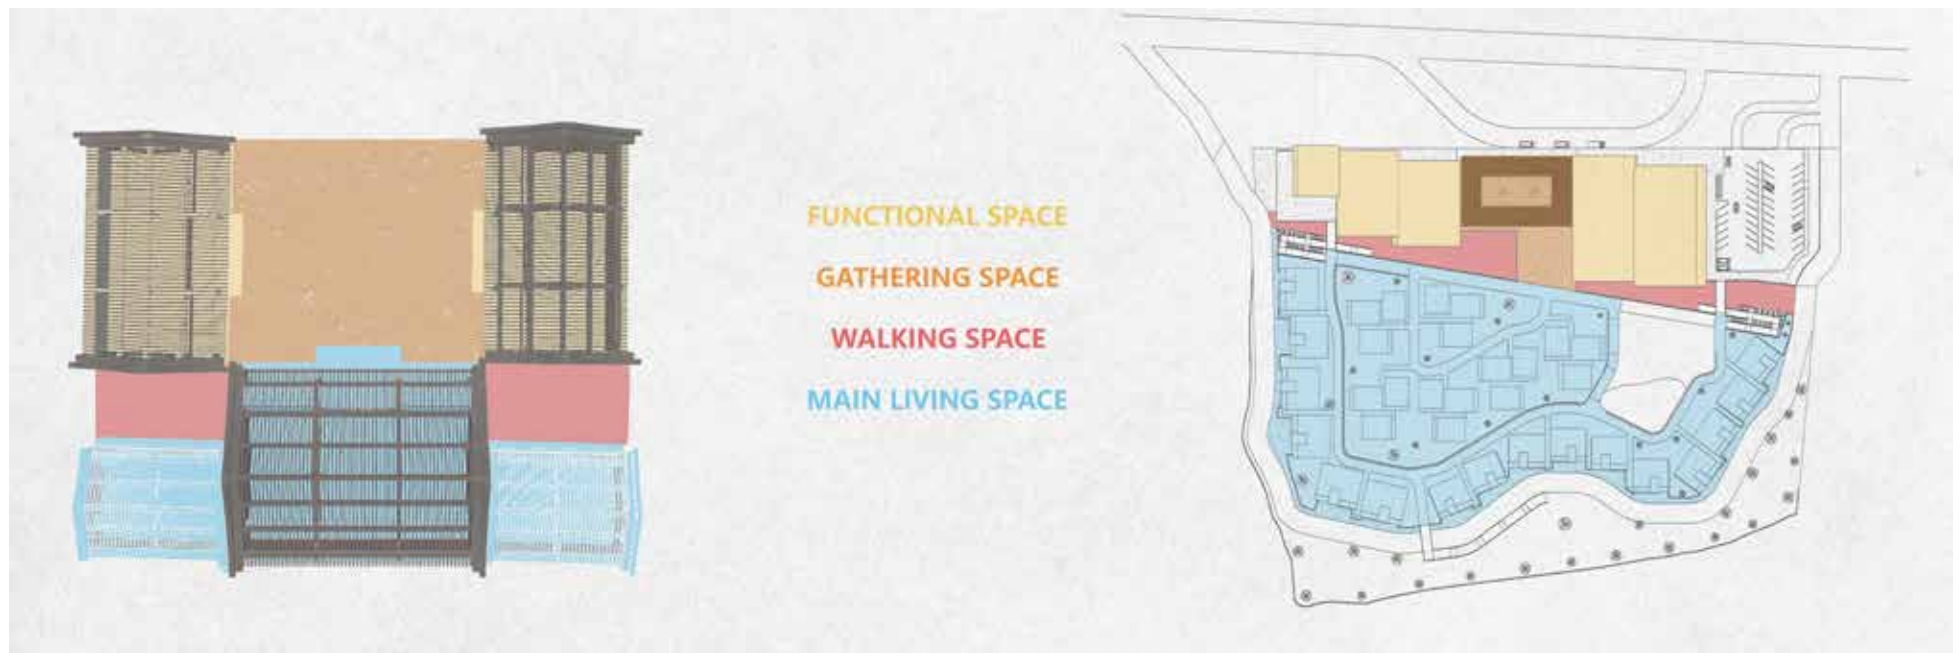 FUNCTIONAL SPACE
GATHERING SPACE
WALKING SPACE
MAIN LIVING SPACE